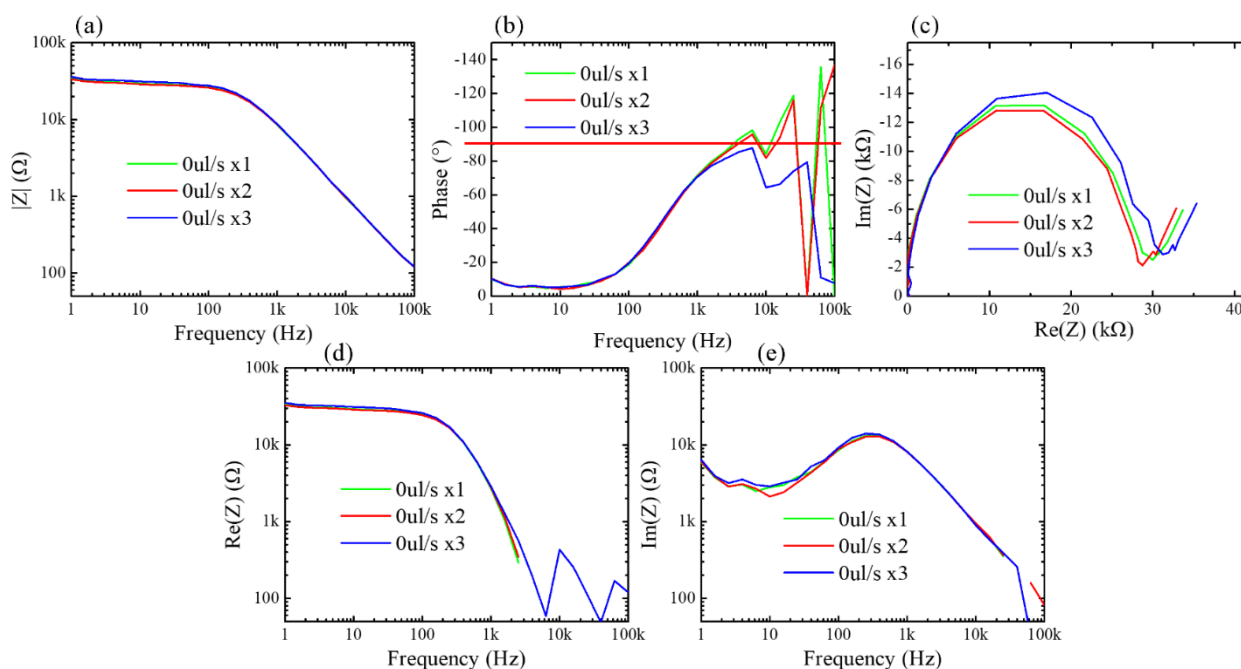 (a)
100k
10k
1k
100
|Z| (Ω)
0ul/s x1
0ul/s x2
0ul/s x3
1 10 100 1k 10k 100k
Frequency (Hz)
(b)
-140
-120
-100
-80
-60
-40
-20
0
Phase (°)
0ul/s x1
0ul/s x2
0ul/s x3
1 10 100 1k 10k 100k
Frequency (Hz)
(c)
-16
-14
-12
-10
-8
-6
-4
-2
0
Im(Z) (kΩ)
0ul/s x1
0ul/s x2
0ul/s x3
0 10 20 30 40
Re(Z) (kΩ)
(d)
100k
10k
1k
100
Re(Z) (Ω)
0ul/s x1
0ul/s x2
0ul/s x3
1 10 100 1k 10k 100k
Frequency (Hz)
(e)
100k
10k
1k
100
Im(Z) (Ω)
0ul/s x1
0ul/s x2
0ul/s x3
1 10 100 1k 10k 100k
Frequency (Hz)